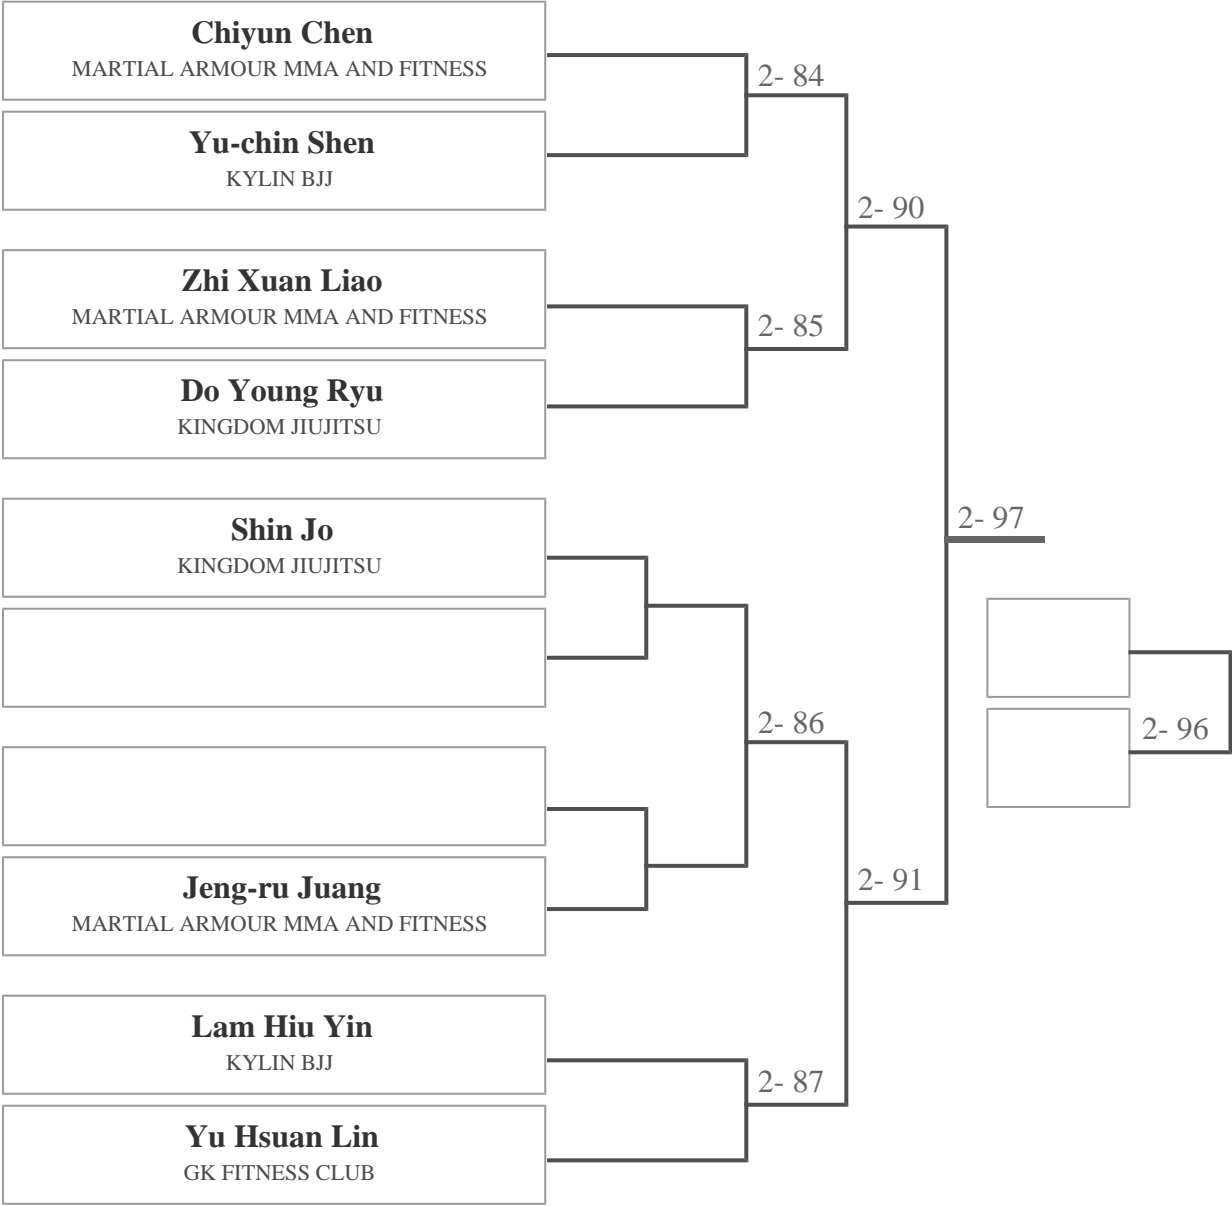 Chiyun Chen
MARTIAL ARMOUR MMA AND FITNESS
2- 84
Yu-chin Shen
KYLIN BJJ
2- 90
Zhi Xuan Liao
MARTIAL ARMOUR MMA AND FITNESS
2- 85
Do Young Ryu
KINGDOM JIUJITSU
Shin Jo
KINGDOM JIUJITSU
2- 97
2- 86
2- 96
Jeng-ru Juang
MARTIAL ARMOUR MMA AND FITNESS
2- 91
Lam Hiu Yin
KYLIN BJJ
2- 87
Yu Hsuan Lin
GK FITNESS CLUB